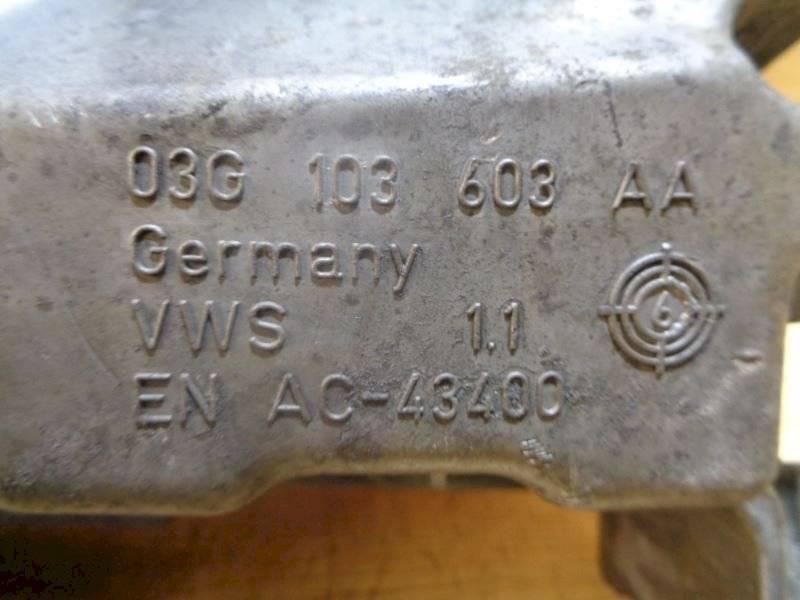 03G 103 603 AA
Germany
VWS 1.1
EN AC-43400